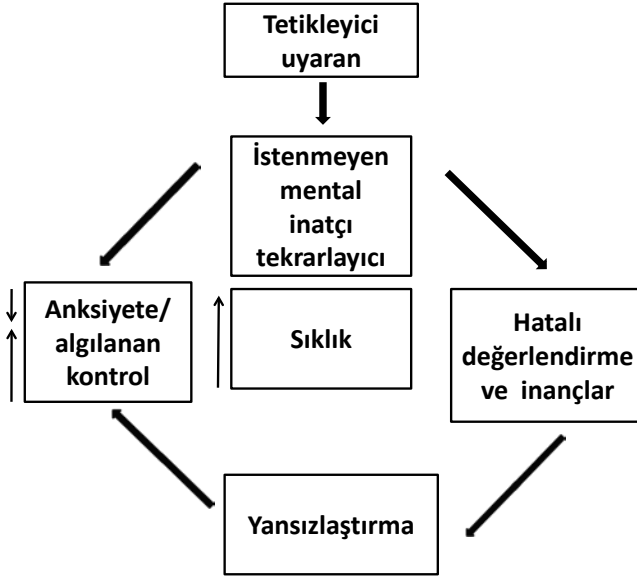 Tetikleyici
uyaran
İstenmeyen
mental
inatçı
tekrarlayıcı
Anksiyete/
algılanan
kontrol
Sıklık
Hatalı
değerlendirme
ve inançlar
Yansızlaştırma